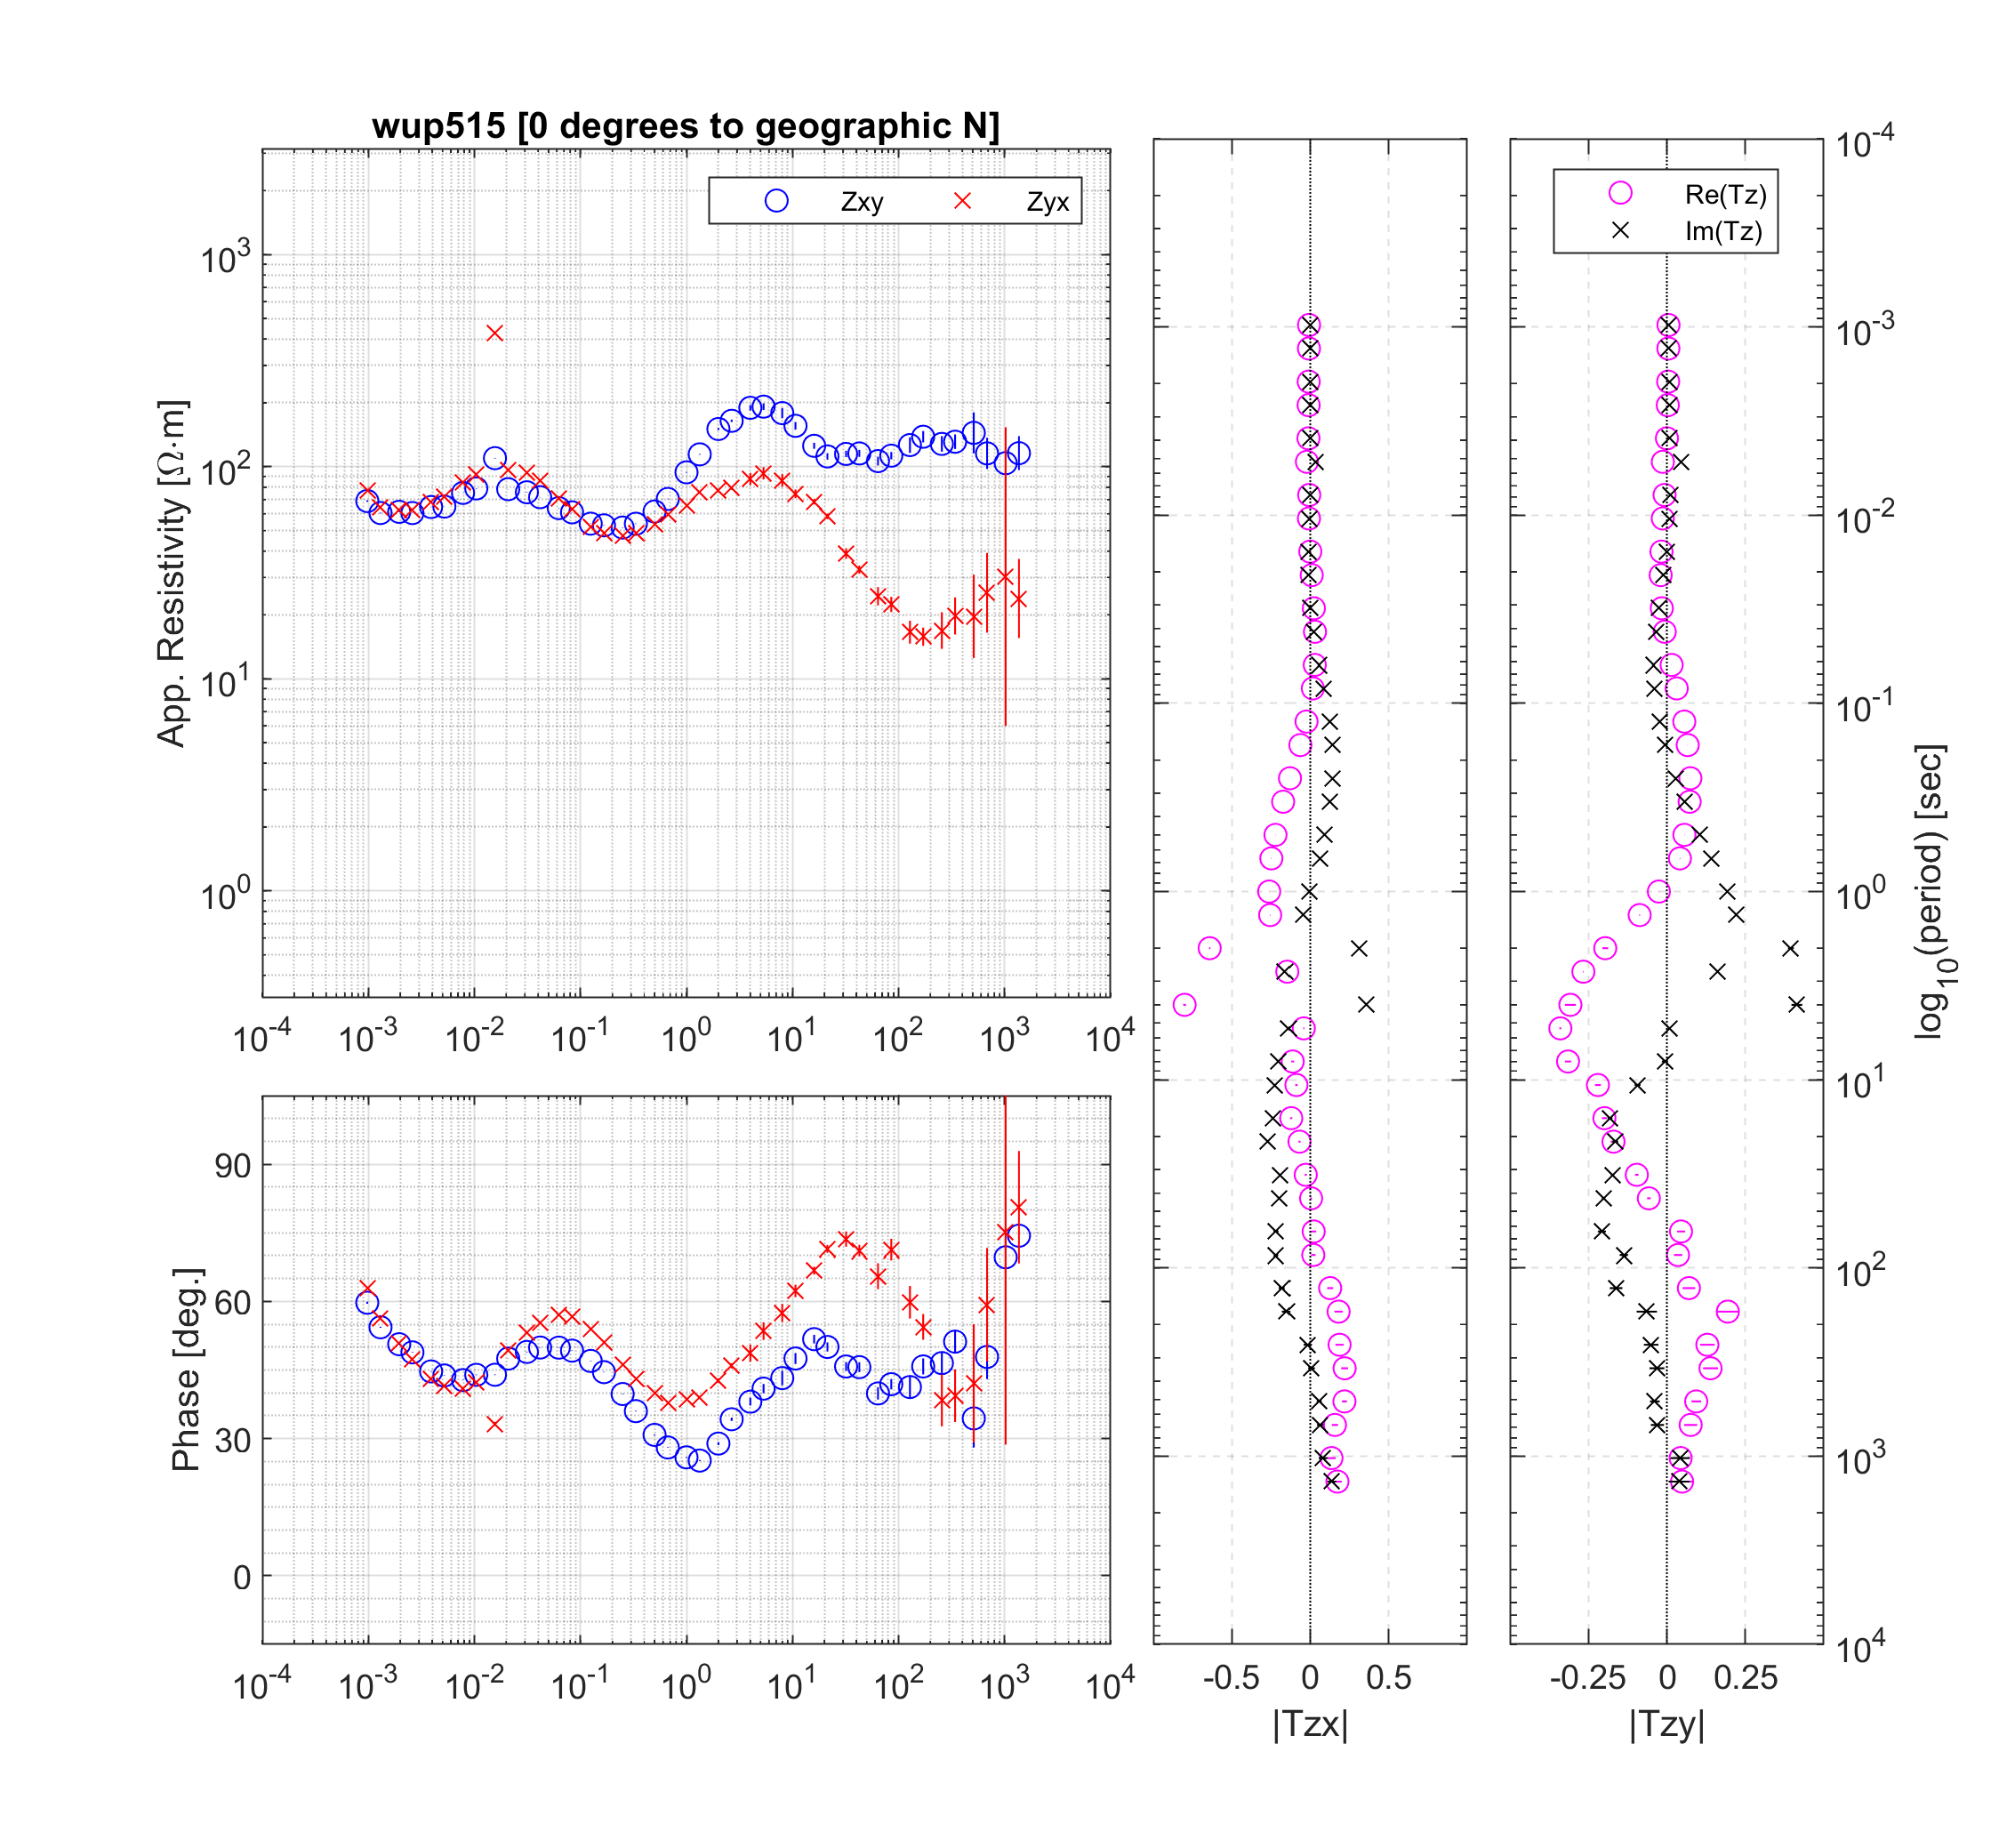 wup515 [0 degrees to geographic N]
Zxy Zyx
App. Resistivity [Ω·m]
10^3
10^2
10^1
10^0
10^-4 10^-3 10^-2 10^-1 10^0 10^1 10^2 10^3 10^4
Phase [deg.]
90
60
30
0
10^-4 10^-3 10^-2 10^-1 10^0 10^1 10^2 10^3 10^4
-0.5 0 0.5
|Tzx|
Re(Tz)
Im(Tz)
-0.25 0 0.25
|Tzy|
10^-4
10^-3
10^-2
10^-1
10^0
10^1
10^2
10^3
10^4
log_10(period) [sec]